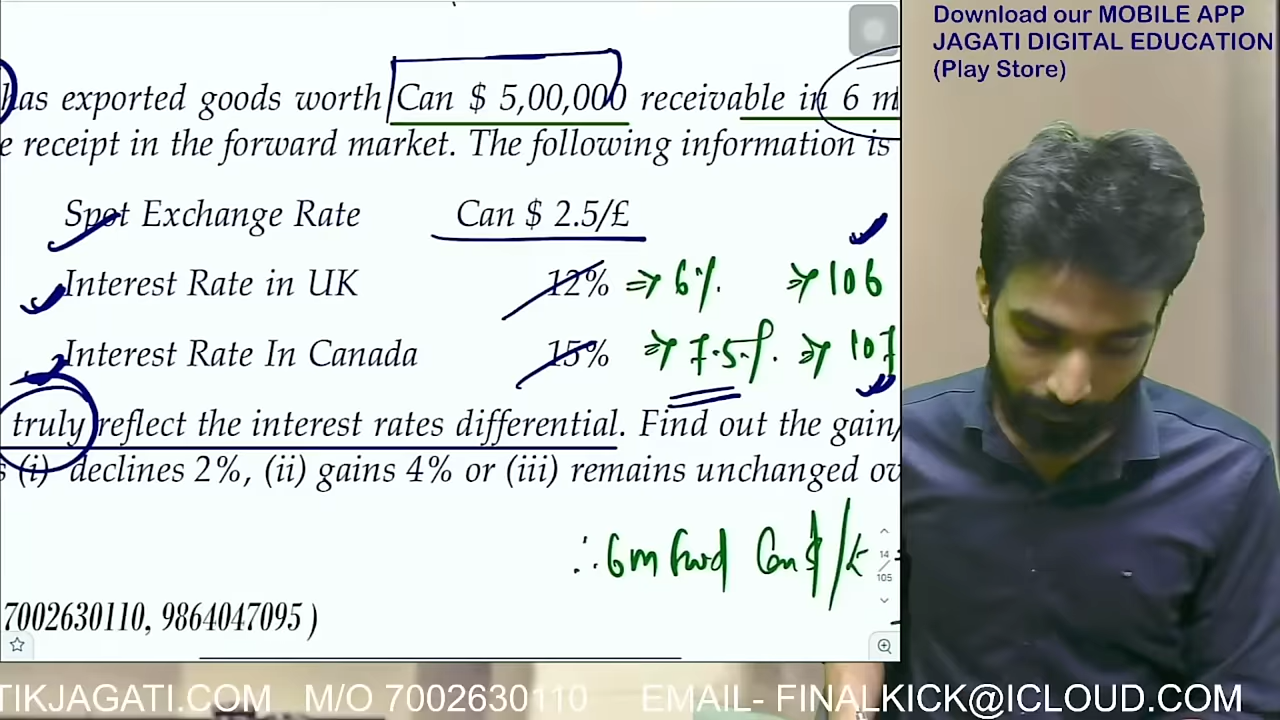 Download our MOBILE APP
JAGATI DIGITAL EDUCATION
(Play Store)
has exported goods worth Can $ 5,00,000 receivable in 6 m
e receipt in the forward market. The following information is
Spot Exchange Rate Can $ 2.5/£
Interest Rate in UK 12% ⇒ 6% ⇒ 106
Interest Rate In Canada 15% ⇒ 7.5% ⇒ 107
truly reflect the interest rates differential. Find out the gain/
s (i) declines 2%, (ii) gains 4% or (iii) remains unchanged ov
∴ 6m Fwd Can $/£ =
14
105
7002630110, 9864047095 )
TIKJAGATI.COM M/O 7002630110 EMAIL- FINALKICK@ICLOUD.COM